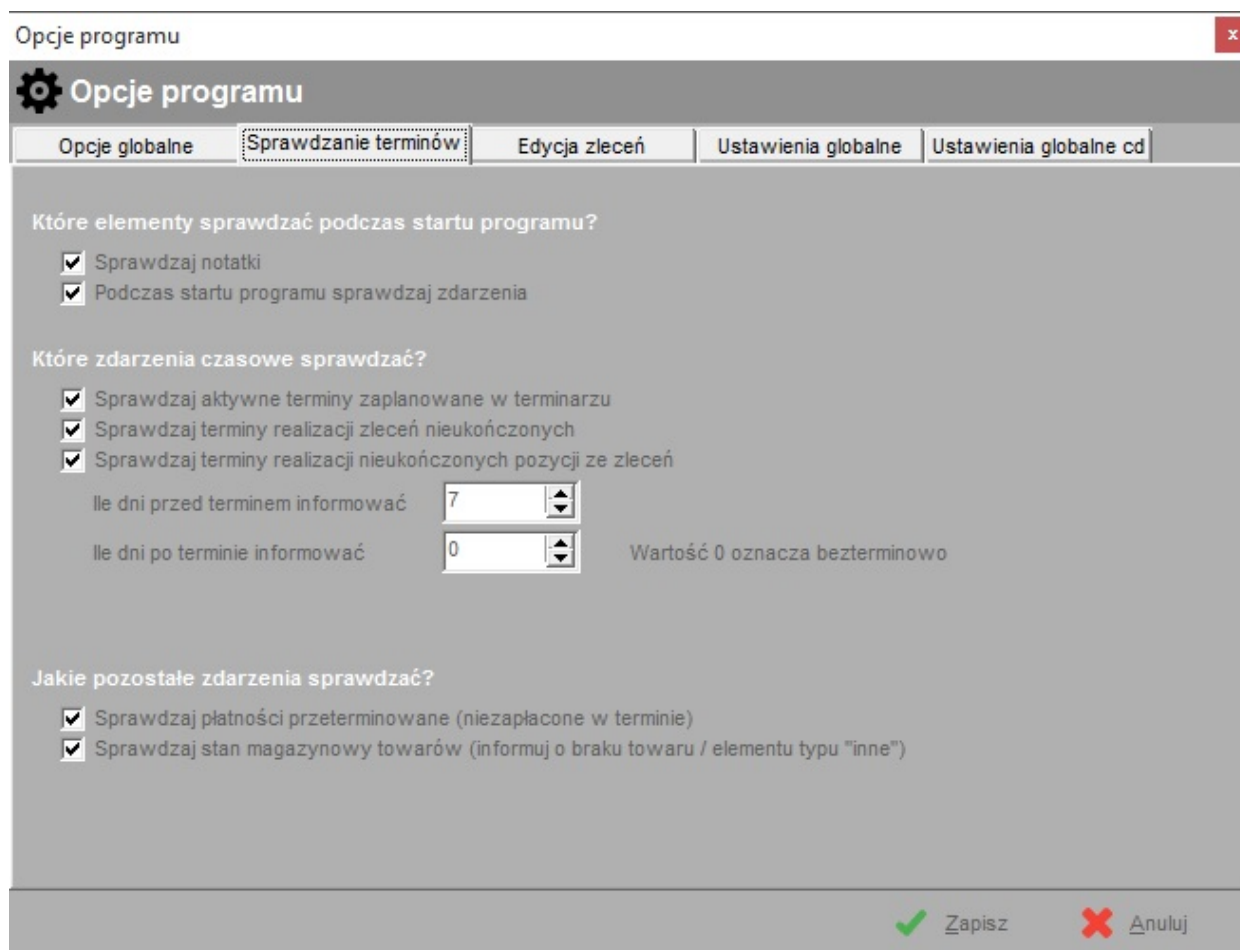 Opcje programu
x
Opcje programu
Opcje globalne Sprawdzanie terminów Edycja zleceń Ustawienia globalne Ustawienia globalne cd
Które elementy sprawdzać podczas startu programu?
Sprawdzaj notatki
Podczas startu programu sprawdzaj zdarzenia
Które zdarzenia czasowe sprawdzać?
Sprawdzaj aktywne terminy zaplanowane w terminarzu
Sprawdzaj terminy realizacji zleceń nieukończonych
Sprawdzaj terminy realizacji nieukończonych pozycji ze zleceń
Ile dni przed terminem informować 7
Ile dni po terminie informować 0 Wartość 0 oznacza bezterminowo
Jakie pozostałe zdarzenia sprawdzać?
Sprawdzaj płatności przeterminowane (niezapłacone w terminie)
Sprawdzaj stan magazynowy towarów (informuj o braku towaru / elementu typu "inne")
Zapisz Anuluj